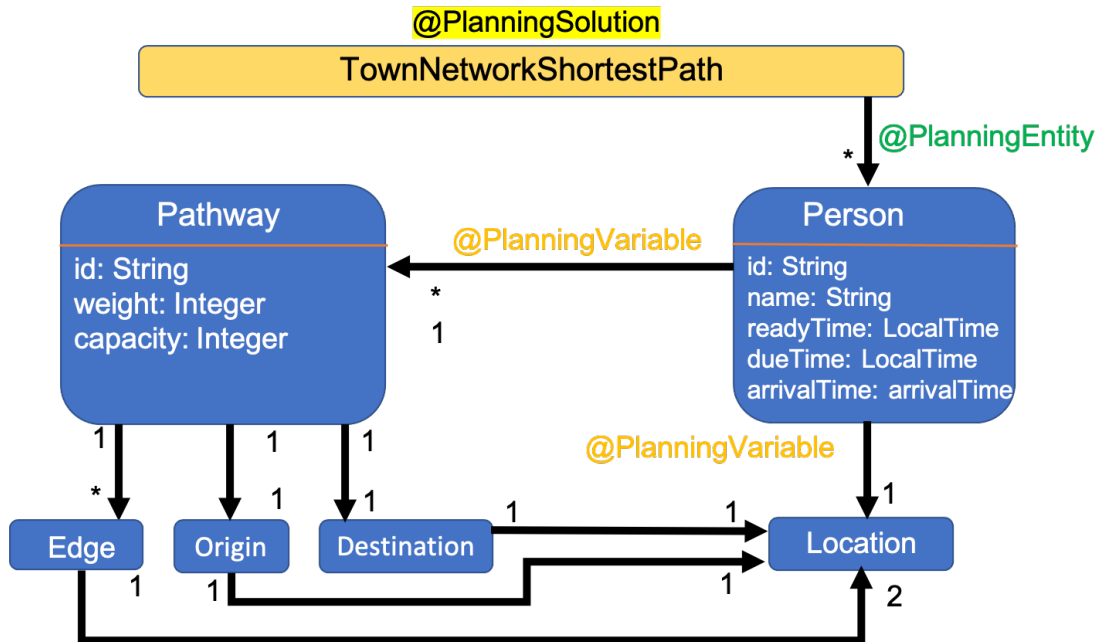 @PlanningSolution
TownNetworkShortestPath
@PlanningEntity
*
Pathway
id: String
weight: Integer
capacity: Integer
@PlanningVariable
*
1
Person
id: String
name: String
readyTime: LocalTime
dueTime: LocalTime
arrivalTime: arrivalTime
@PlanningVariable
1
1
1
1
*
1
1
1
1
1
Edge
Origin
Destination
Location
1
1
1
2